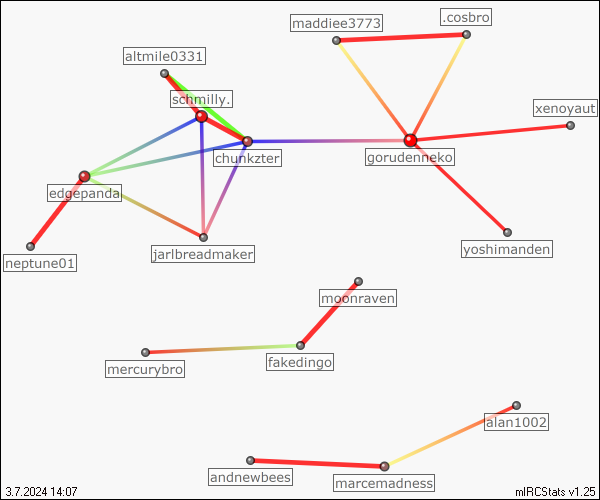 maddiee3773
.cosbro
altmile0331
schmilly.
xenoyaut
chunkzter
gorudenneko
edgepanda
jarlbreadmaker
yoshimanden
neptune01
moonraven
mercurybro
fakedingo
alan1002
andnewbees
marcemadness
3.7.2024 14:07
mIRCStats v1.25